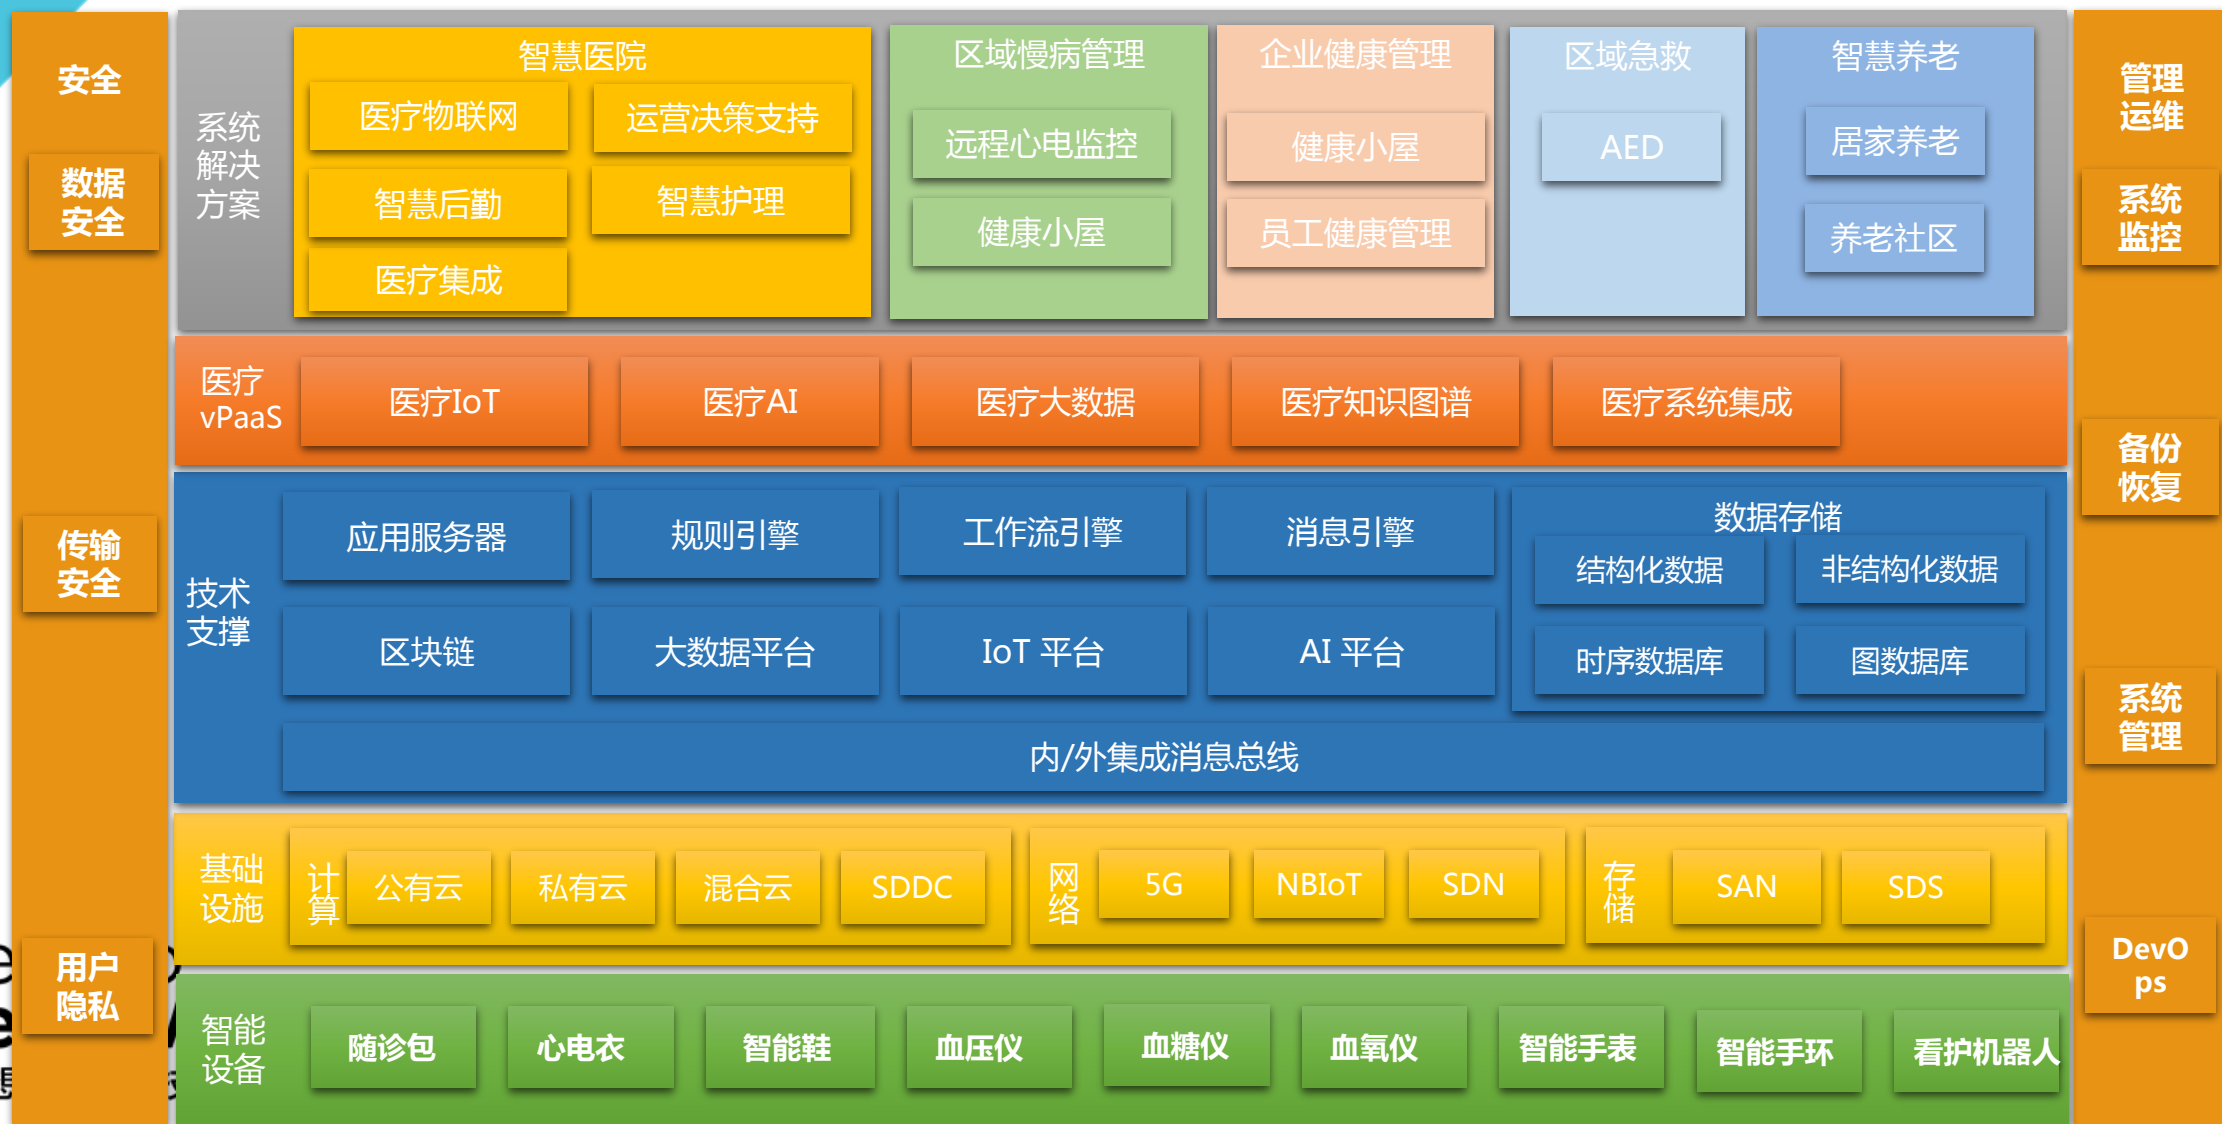 安全
数据
安全
传输
安全
用户
隐私
系统
解决
方案
智慧医院
医疗物联网
运营决策支持
智慧后勤
智慧护理
医疗集成
区域慢病管理
远程心电监控
健康小屋
企业健康管理
健康小屋
员工健康管理
区域急救
AED
智慧养老
居家养老
养老社区
医疗
vPaaS
医疗IoT
医疗AI
医疗大数据
医疗知识图谱
医疗系统集成
技术
支撑
应用服务器
规则引擎
工作流引擎
消息引擎
区块链
大数据平台
IoT 平台
AI 平台
数据存储
结构化数据
非结构化数据
时序数据库
图数据库
内/外集成消息总线
基础
设施
计
算
公有云
私有云
混合云
SDDC
网
络
5G
NBIoT
SDN
存
储
SAN
SDS
智能
设备
随诊包
心电衣
智能鞋
血压仪
血糖仪
血氧仪
智能手表
智能手环
看护机器人
管理
运维
系统
监控
备份
恢复
系统
管理
DevO
ps